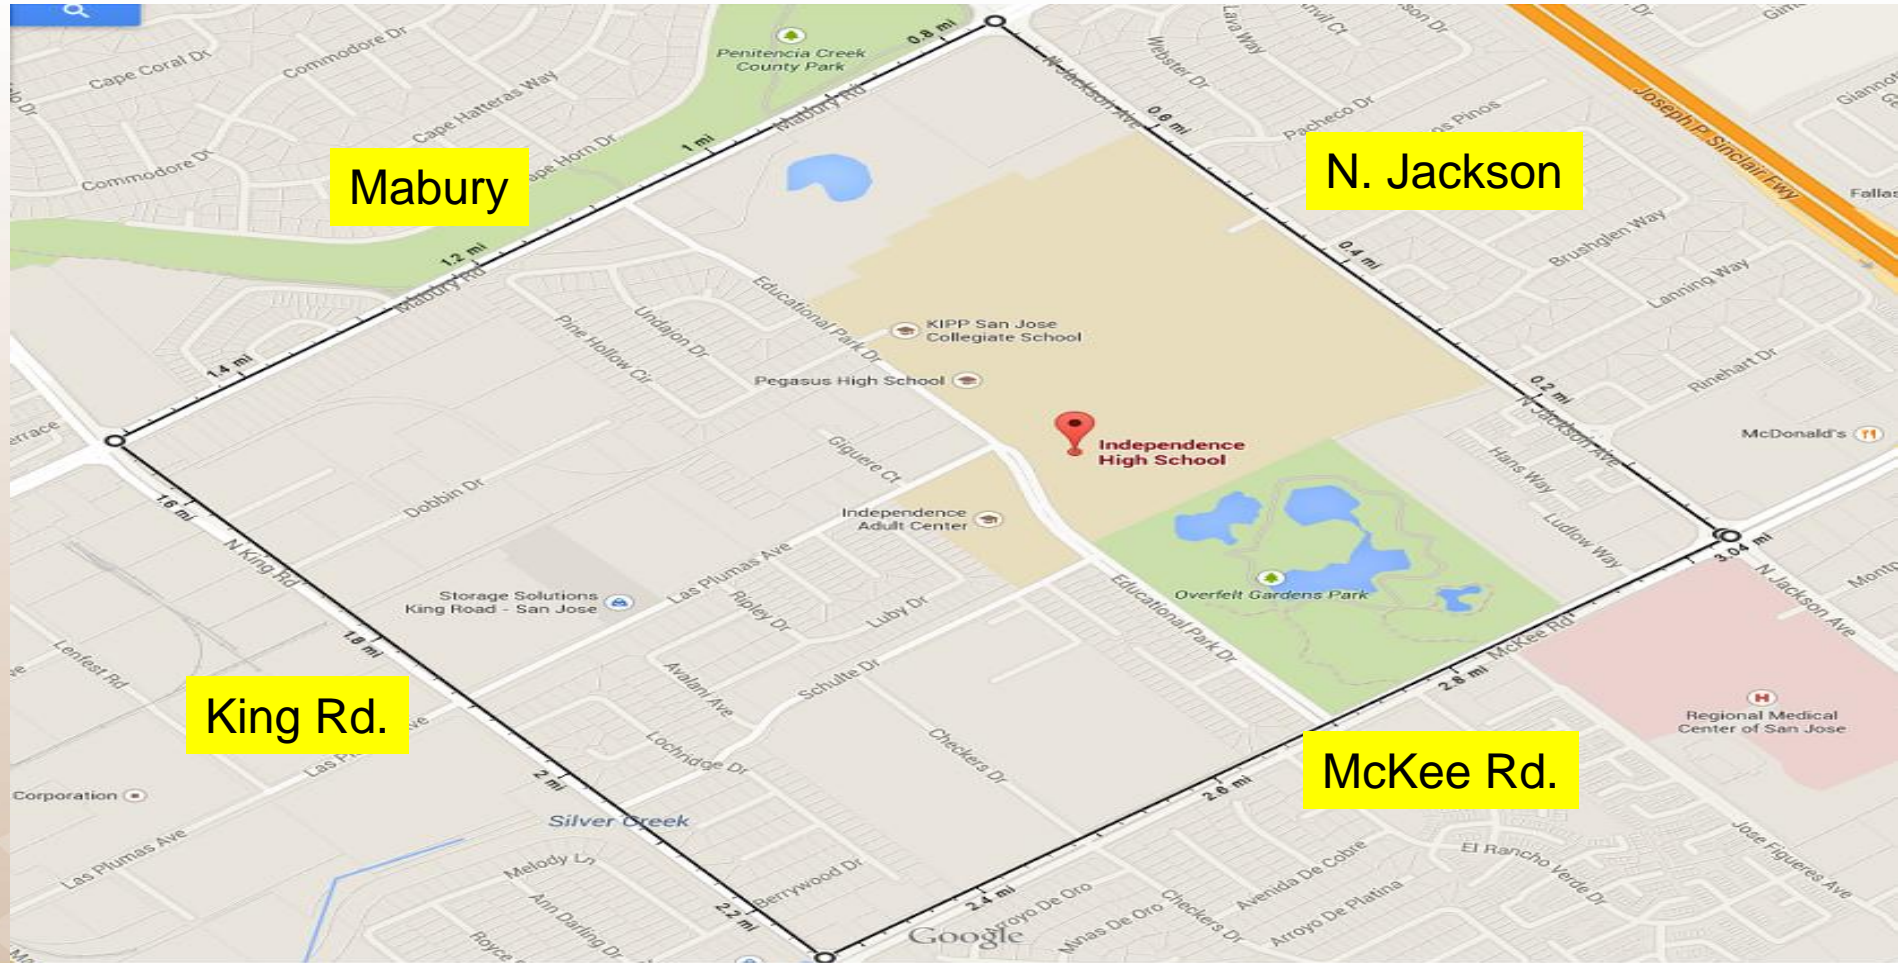 Cape Coral Dr
Commodore Dr
Cape Hatteras Way
Commodore Dr
Penitencia Creek
County Park
0.8 mi
Mabury Rd
1 mi
Mabury
1.2 mi
Mabury Rd
1.4 mi
N Jackson Ave
0.6 mi
Webster Dr
Lava Way
Pacheco Dr
N. Jackson
Joseph P. Sinclair Fwy
0.4 mi
Brushglen Way
Lanning Way
Rinehart Dr
0.2 mi
N Jackson Ave
McDonald's
Educational Park Dr
Undajon Dr
Pine Hollow Cir
KIPP San Jose
Collegiate School
Pegasus High School
Independence
High School
Giguere Ct
Dobbin Dr
Independence
Adult Center
Hans Way
Ludlow Way
3.04 mi
N Jackson Ave
1.6 mi
N King Rd
Storage Solutions
King Road - San Jose
Las Plumas Ave
Ripley Dr
Luby Dr
Overfelt Gardens Park
Educational Park Dr
McKee Rd
2.8 mi
1.8 mi
Lenfest Rd
Avalani Ave
Schulte Dr
Regional Medical
Center of San Jose
King Rd.
Lochridge Dr
Checkers Dr
McKee Rd.
2 mi
2.6 mi
Corporation
Silver Creek
Las Plumas Ave
Melody Ln
Berrywood Dr
Ann Darling Dr
2.2 mi
2.4 mi
Arroyo De Oro
Minas De Oro
Checkers Dr
Avenida De Cobre
Arroyo De Platina
El Rancho Verde Dr
Jose Figueres Ave
Google